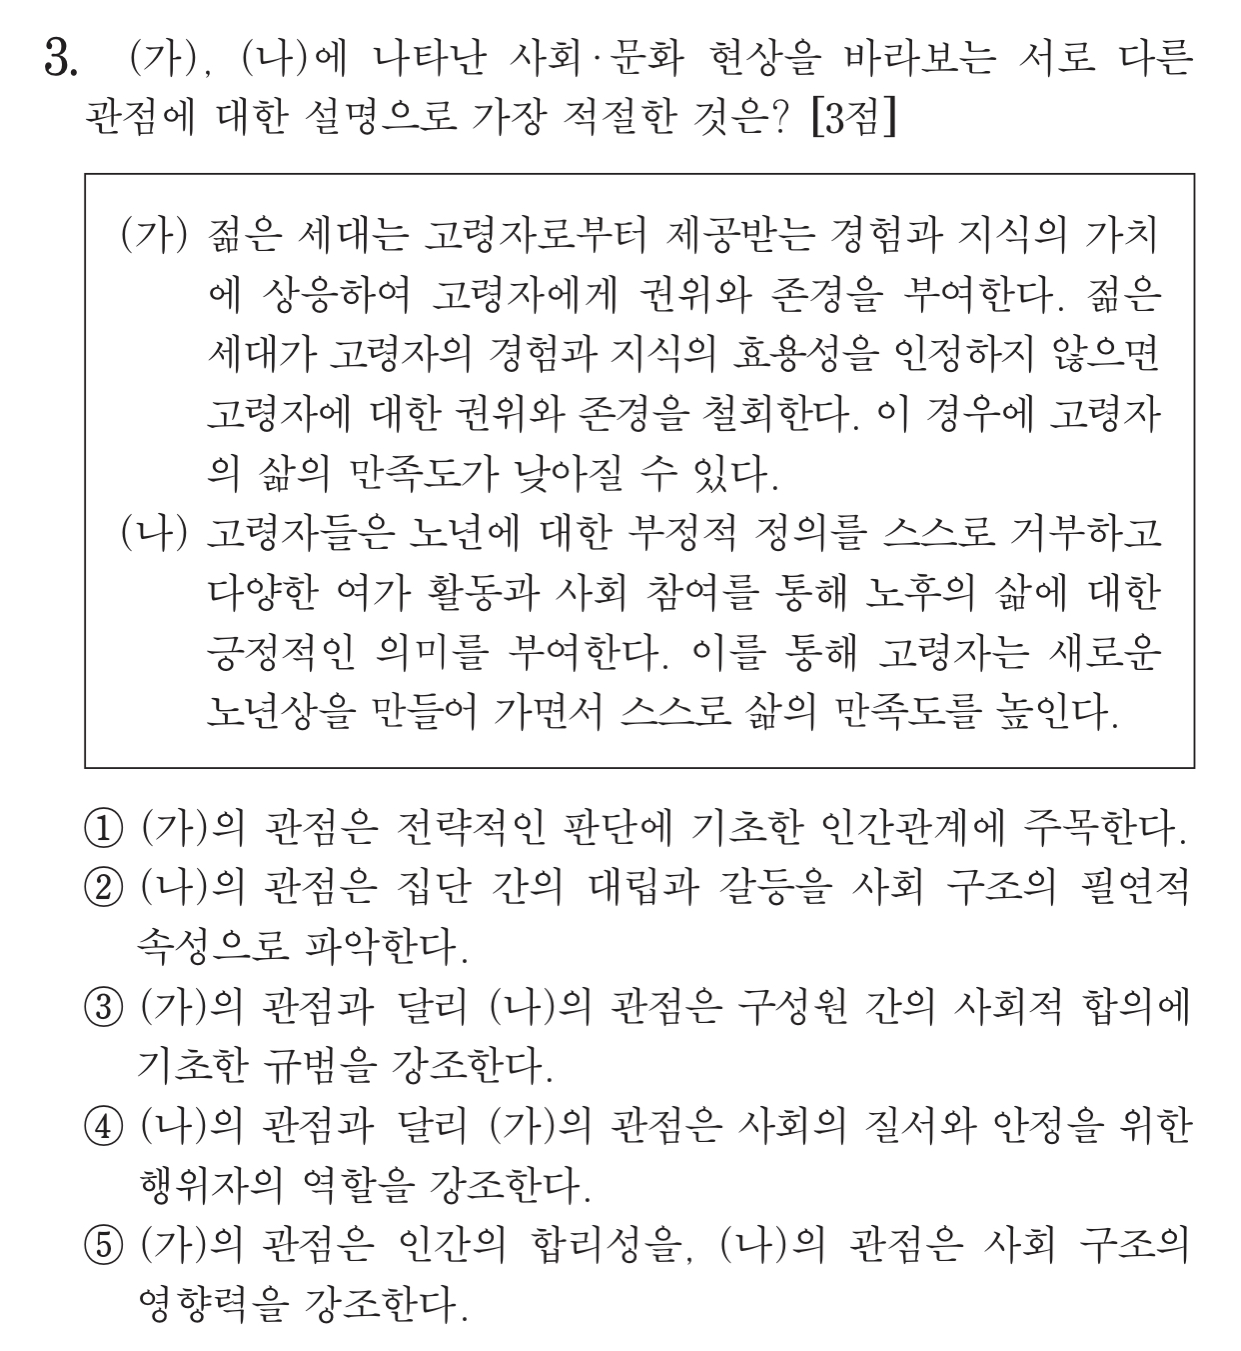 3. (가), (나)에 나타난 사회·문화 현상을 바라보는 서로 다른
관점에 대한 설명으로 가장 적절한 것은? [3점]
(가) 젊은 세대는 고령자로부터 제공받는 경험과 지식의 가치
에 상응하여 고령자에게 권위와 존경을 부여한다. 젊은
세대가 고령자의 경험과 지식의 효용성을 인정하지 않으면
고령자에 대한 권위와 존경을 철회한다. 이 경우에 고령자
의 삶의 만족도가 낮아질 수 있다.
(나) 고령자들은 노년에 대한 부정적 정의를 스스로 거부하고
다양한 여가 활동과 사회 참여를 통해 노후의 삶에 대한
긍정적인 의미를 부여한다. 이를 통해 고령자는 새로운
노년상을 만들어 가면서 스스로 삶의 만족도를 높인다.
① (가)의 관점은 전략적인 판단에 기초한 인간관계에 주목한다.
② (나)의 관점은 집단 간의 대립과 갈등을 사회 구조의 필연적
속성으로 파악한다.
③ (가)의 관점과 달리 (나)의 관점은 구성원 간의 사회적 합의에
기초한 규범을 강조한다.
④ (나)의 관점과 달리 (가)의 관점은 사회의 질서와 안정을 위한
행위자의 역할을 강조한다.
⑤ (가)의 관점은 인간의 합리성을, (나)의 관점은 사회 구조의
영향력을 강조한다.